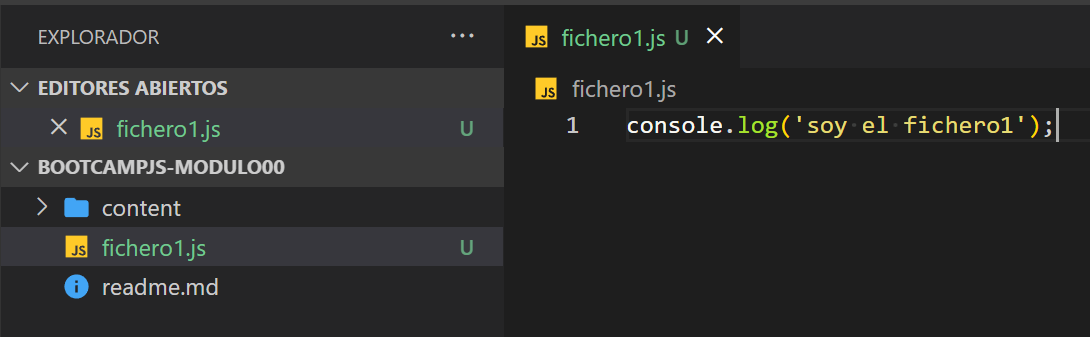 EXPLORADOR ···
EDITORES ABIERTOS
JS fichero1.js U
BOOTCAMPJS-MODULO00
content
JS fichero1.js U
readme.md
JS fichero1.js U
JS fichero1.js
1 console.log('soy·el·fichero1');